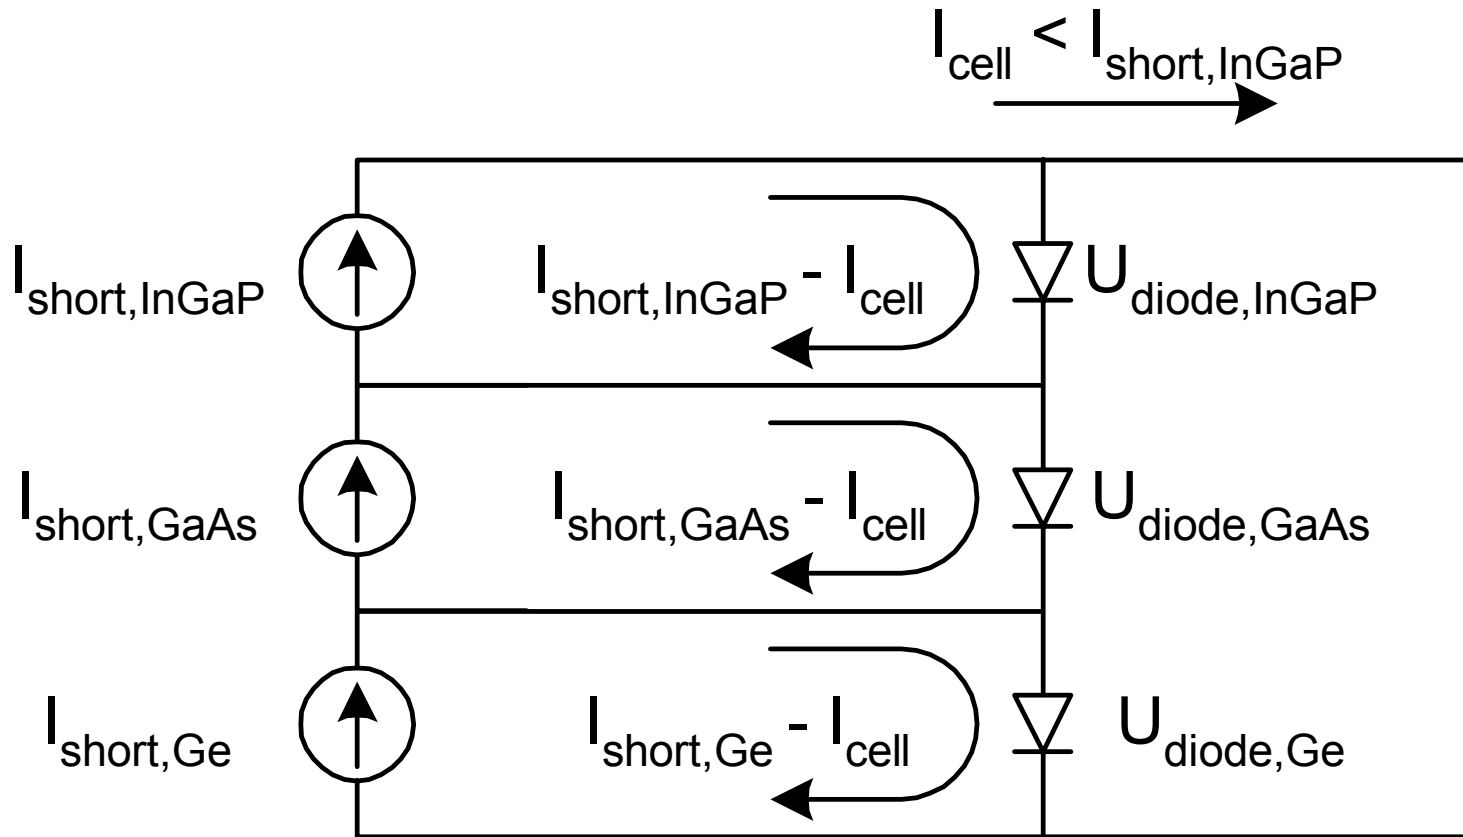 I_cell < I_short,InGaP
I_short,InGaP
I_short,InGaP - I_cell
U_diode,InGaP
I_short,GaAs
I_short,GaAs - I_cell
U_diode,GaAs
I_short,Ge
I_short,Ge - I_cell
U_diode,Ge